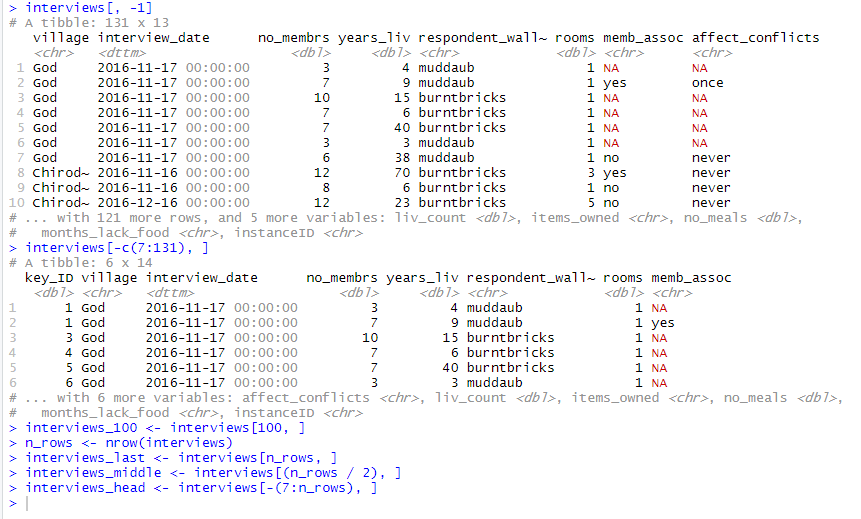 > interviews[, -1]
# A tibble: 131 x 13
   village interview_date      no_membrs years_liv respondent_wall~ rooms memb_assoc affect_conflicts
   <chr>   <dttm>                  <dbl>     <dbl> <chr>            <dbl> <chr>      <chr>
 1 God     2016-11-17 00:00:00         3         4 muddaub              1 NA         NA
 2 God     2016-11-17 00:00:00         7         9 muddaub              1 yes        once
 3 God     2016-11-17 00:00:00        10        15 burntbricks          1 NA         NA
 4 God     2016-11-17 00:00:00         7         6 burntbricks          1 NA         NA
 5 God     2016-11-17 00:00:00         7        40 burntbricks          1 NA         NA
 6 God     2016-11-17 00:00:00         3         3 muddaub              1 NA         NA
 7 God     2016-11-17 00:00:00         6        38 muddaub              1 no         never
 8 Chirod~ 2016-11-16 00:00:00        12        70 burntbricks          3 yes        never
 9 Chirod~ 2016-11-16 00:00:00         8         6 burntbricks          1 no         never
10 Chirod~ 2016-12-16 00:00:00        12        23 burntbricks          5 no         never
# ... with 121 more rows, and 5 more variables: liv_count <dbl>, items_owned <chr>, no_meals <dbl>,
#   months_lack_food <chr>, instanceID <chr>
> interviews[-c(7:131), ]
# A tibble: 6 x 14
  key_ID village interview_date      no_membrs years_liv respondent_wall~ rooms memb_assoc
   <dbl> <chr>   <dttm>                  <dbl>     <dbl> <chr>            <dbl> <chr>
1      1 God     2016-11-17 00:00:00         3         4 muddaub              1 NA
2      1 God     2016-11-17 00:00:00         7         9 muddaub              1 yes
3      3 God     2016-11-17 00:00:00        10        15 burntbricks          1 NA
4      4 God     2016-11-17 00:00:00         7         6 burntbricks          1 NA
5      5 God     2016-11-17 00:00:00         7        40 burntbricks          1 NA
6      6 God     2016-11-17 00:00:00         3         3 muddaub              1 NA
# ... with 6 more variables: affect_conflicts <chr>, liv_count <dbl>, items_owned <chr>, no_meals <dbl>,
#   months_lack_food <chr>, instanceID <chr>
> interviews_100 <- interviews[100, ]
> n_rows <- nrow(interviews)
> interviews_last <- interviews[n_rows, ]
> interviews_middle <- interviews[(n_rows / 2), ]
> interviews_head <- interviews[-(7:n_rows), ]
>